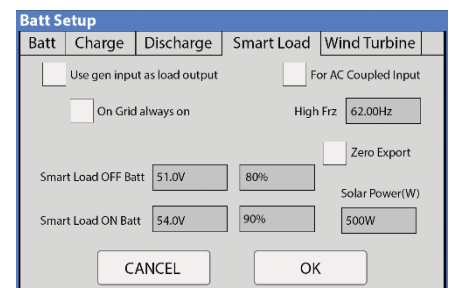 Batt Setup
Batt Charge Discharge Smart Load Wind Turbine
Use gen input as load output For AC Coupled Input
On Grid always on High Frz 62.00Hz
Zero Export
Smart Load OFF Batt 51.0V 80%
Solar Power(W)
Smart Load ON Batt 54.0V 90% 500W
CANCEL OK